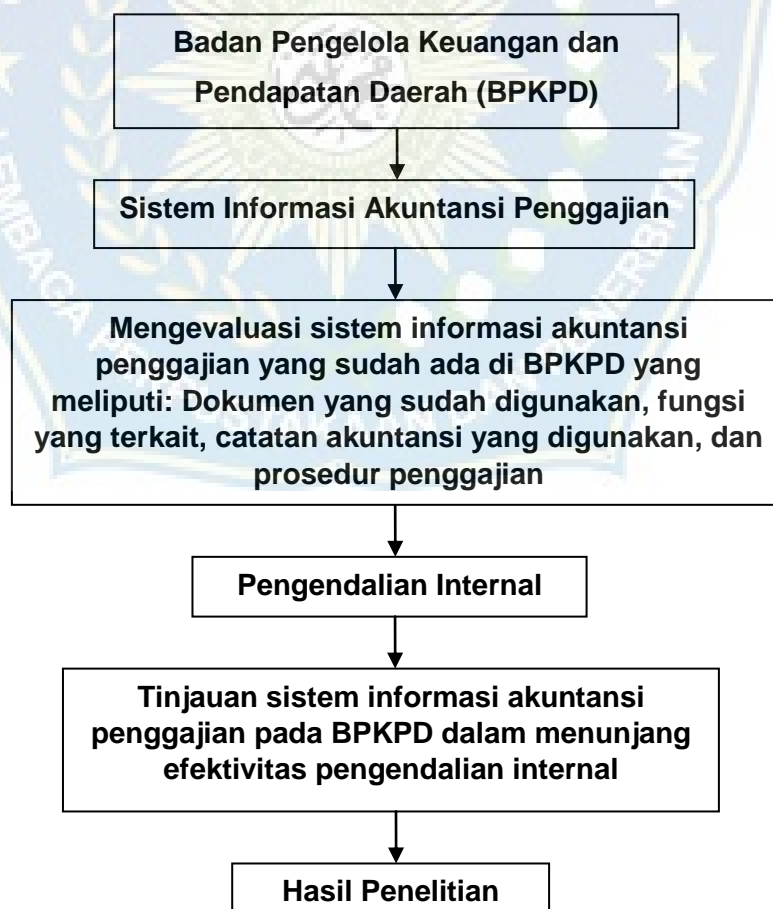 Badan Pengelola Keuangan dan
Pendapatan Daerah (BPKPD)
Sistem Informasi Akuntansi Penggajian
Mengevaluasi sistem informasi akuntansi
penggajian yang sudah ada di BPKPD yang
meliputi: Dokumen yang sudah digunakan, fungsi
yang terkait, catatan akuntansi yang digunakan, dan
prosedur penggajian
Pengendalian Internal
Tinjauan sistem informasi akuntansi
penggajian pada BPKPD dalam menunjang
efektivitas pengendalian internal
Hasil Penelitian